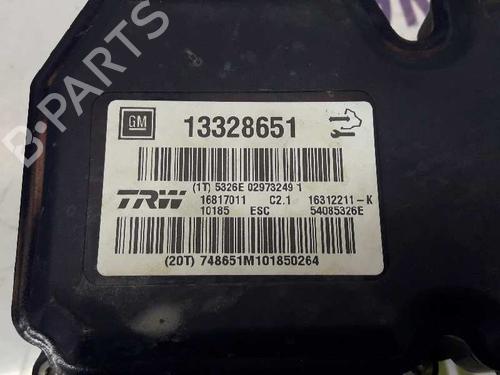 B-PARTS
GM 13328651
(1T) 5326E 02973249 1
TRW 16817011 C2.1 16312211-K
10185 ESC 54085326E
(20T) 748651M101850264